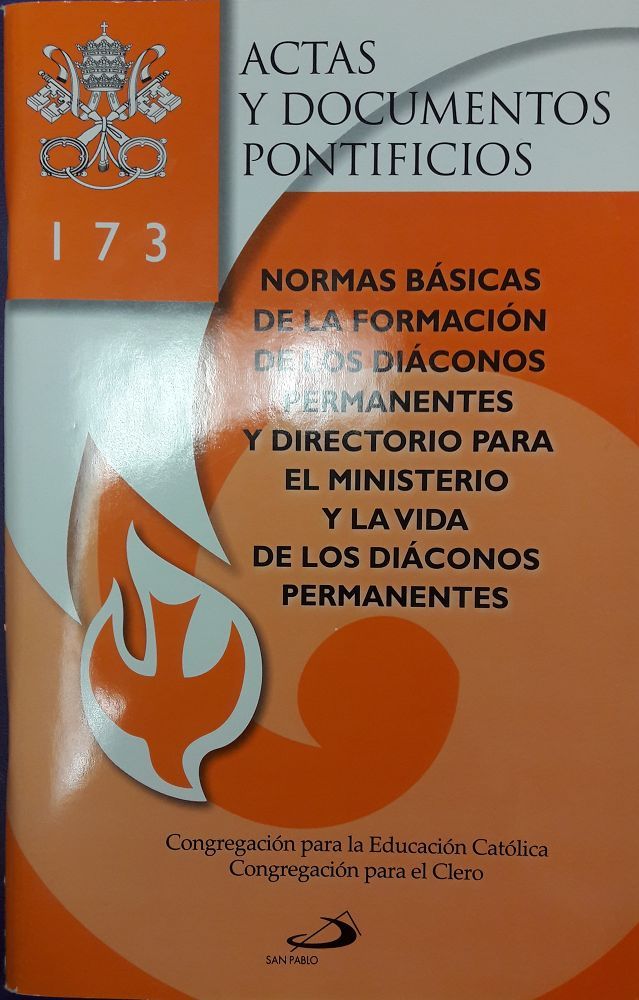 ACTAS
Y DOCUMENTOS
PONTIFICIOS
173
NORMAS BÁSICAS
DE LA FORMACIÓN
DE LOS DIÁCONOS
PERMANENTES
Y DIRECTORIO PARA
EL MINISTERIO
Y LA VIDA
DE LOS DIÁCONOS
PERMANENTES
Congregación para la Educación Católica
Congregación para el Clero
SAN PABLO